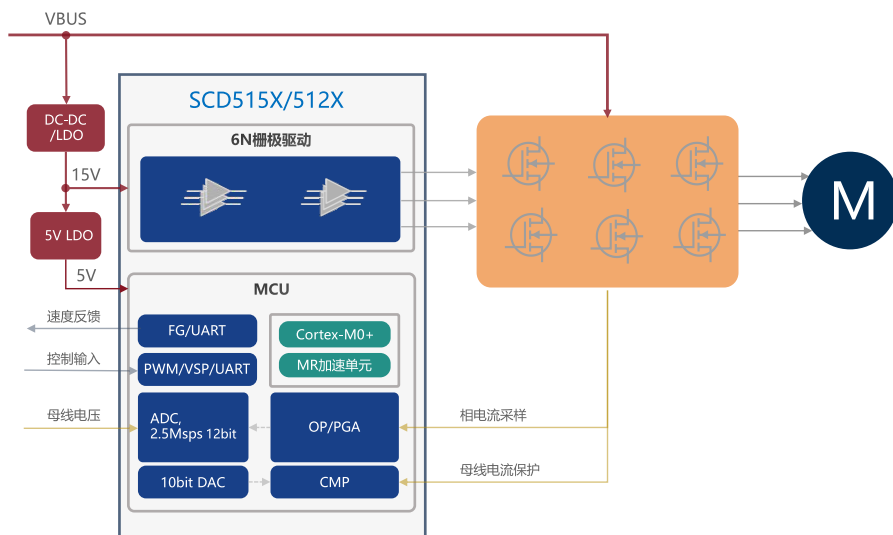 VBUS
SCD515X/512X
DC-DC
/LDO
6N栅极驱动
15V
5V LDO
5V
M
MCU
速度反馈
FG/UART
Cortex-M0+
控制输入
PWM/VSP/UART
MR加速单元
母线电压
ADC,
2.5Msps 12bit
OP/PGA
相电流采样
10bit DAC
CMP
母线电流保护